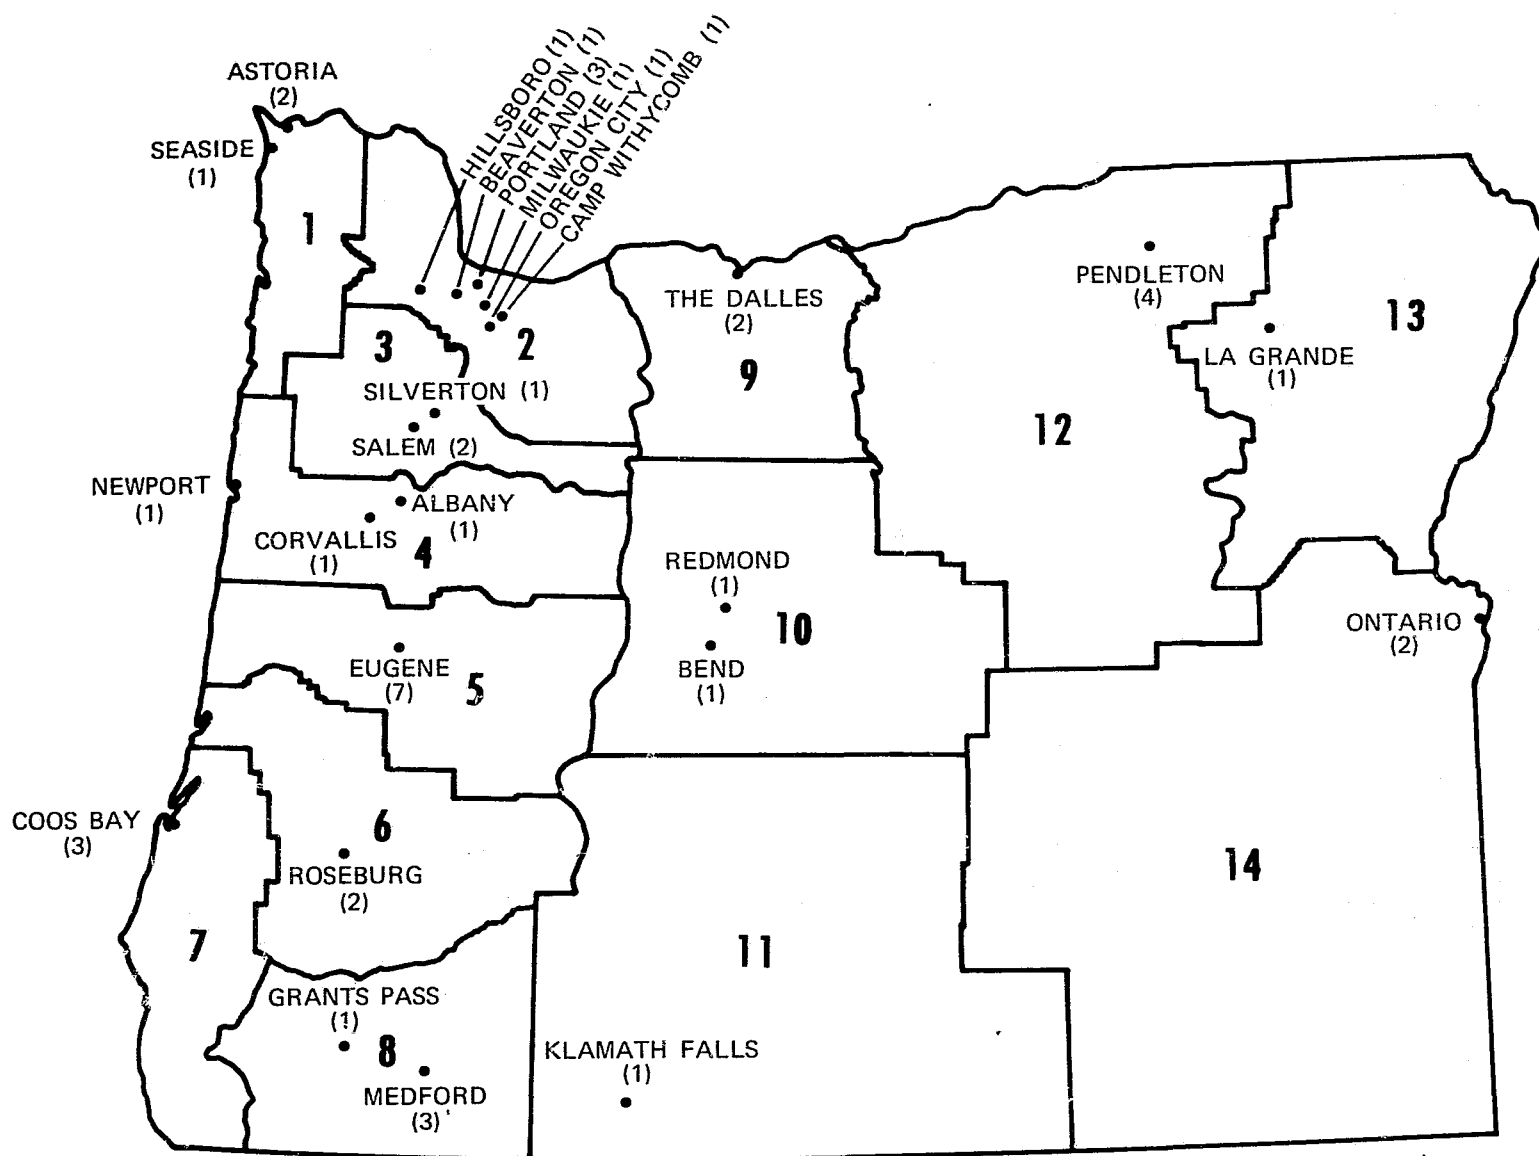 HILLSBORO (1)
BEAVERTON (1)
PORTLAND (3)
MILWAUKIE (1)
OREGON CITY (1)
CAMP WITHYCOMB (1)
ASTORIA
(2)
SEASIDE
(1)
1
2
3
SILVERTON (1)
SALEM (2)
THE DALLES
(2)
9
PENDLETON
(4)
12
13
LA GRANDE
(1)
NEWPORT
(1)
ALBANY
(1)
CORVALLIS
(1)
4
REDMOND
(1)
10
BEND
(1)
ONTARIO
(2)
EUGENE
(7)
5
COOS BAY
(3)
6
ROSEBURG
(2)
14
7
11
GRANTS PASS
(1)
8
MEDFORD
(3)
KLAMATH FALLS
(1)